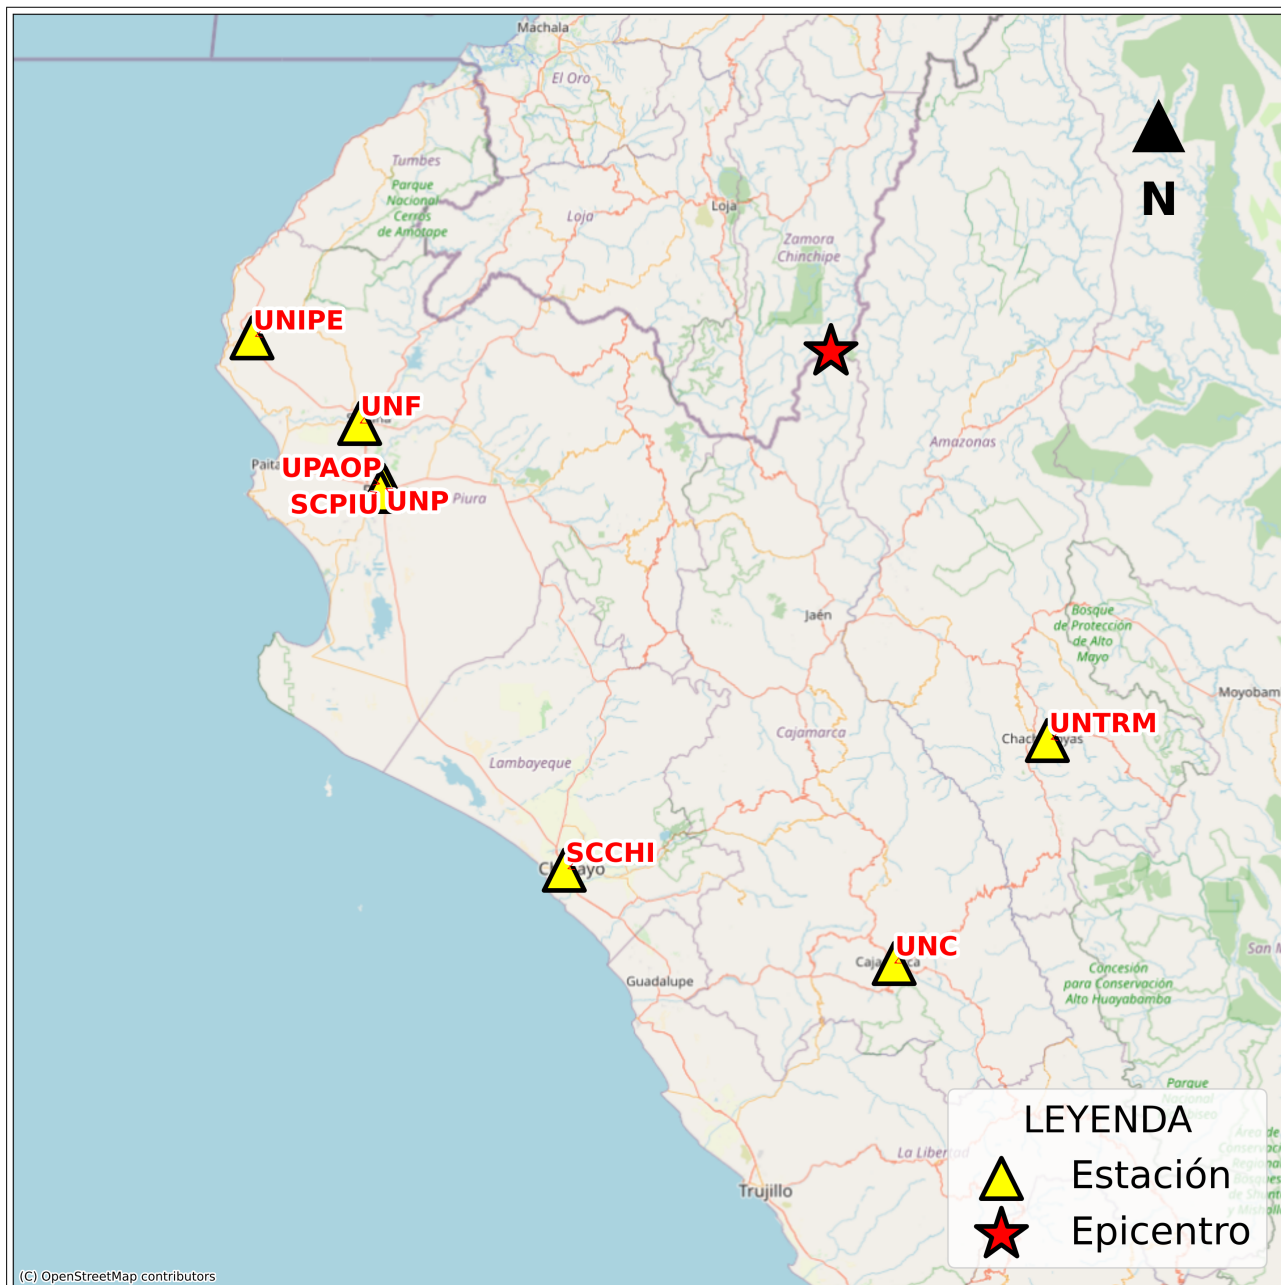 Machala
El Oro
Tumbes
Parque
Nacional
Cerros
de Amotape
Loja
Loja
Zamora
Chinchipe
N
UNIPE
UNF
Paita
UPAOP
SCPIU
UNP
Piura
Amazonas
Jaén
Bosque
de Protección
de Alto
Mayo
Moyobam
UNTRM
Cajamarca
Lambayeque
SCCHI
UNC
Guadalupe
Concesión
para Conservación
Alto Huayabamba
San M
Parque
Nacional
La Libertad
Trujillo
LEYENDA
Estación
Epicentro
(C) OpenStreetMap contributors